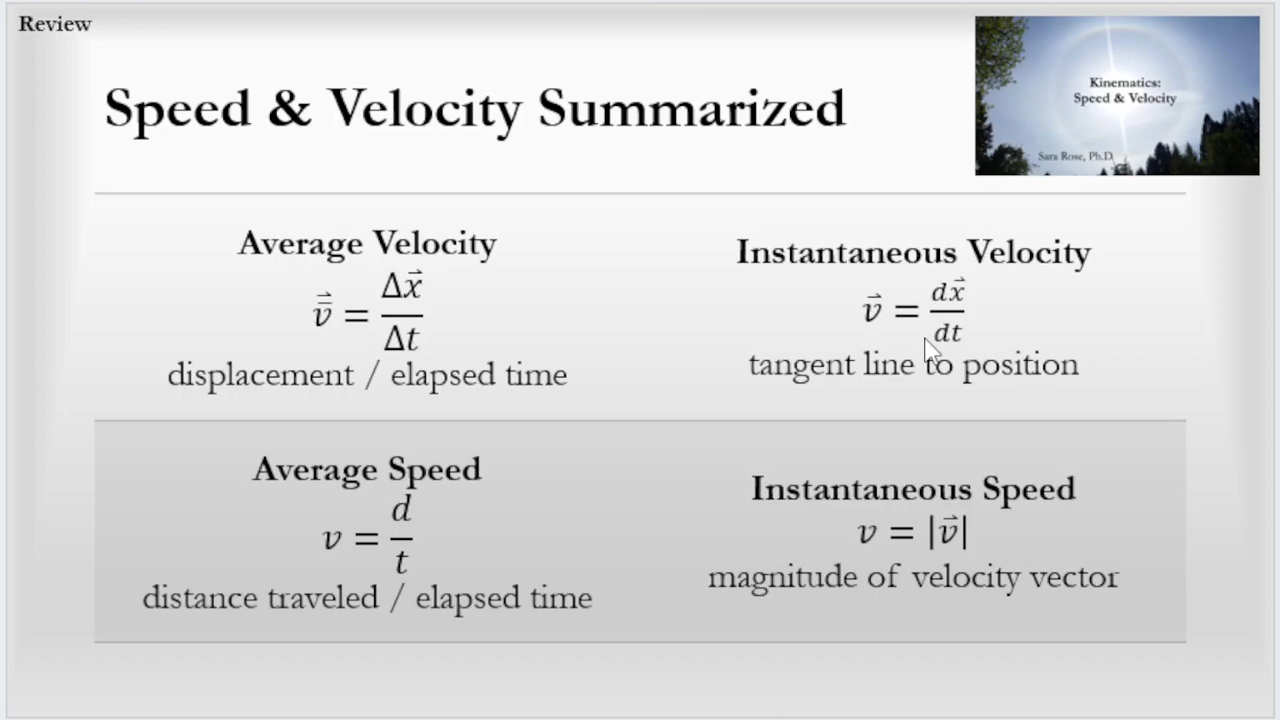 Review
Speed & Velocity Summarized
Kinematics:
Speed & Velocity
Sara Rose, Ph.D.
Average Velocity
v̄⃗ = Δx⃗ / Δt
displacement / elapsed time
Instantaneous Velocity
v⃗ = dx⃗ / dt
tangent line to position
Average Speed
v = d / t
distance traveled / elapsed time
Instantaneous Speed
v = |v⃗|
magnitude of velocity vector